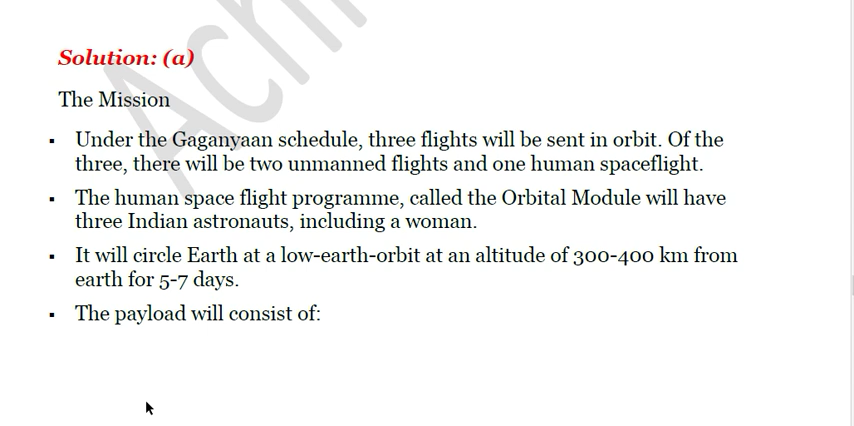 Solution: (a)
The Mission
▪ Under the Gaganyaan schedule, three flights will be sent in orbit. Of the
three, there will be two unmanned flights and one human spaceflight.
▪ The human space flight programme, called the Orbital Module will have
three Indian astronauts, including a woman.
▪ It will circle Earth at a low-earth-orbit at an altitude of 300-400 km from
earth for 5-7 days.
▪ The payload will consist of:
Achi